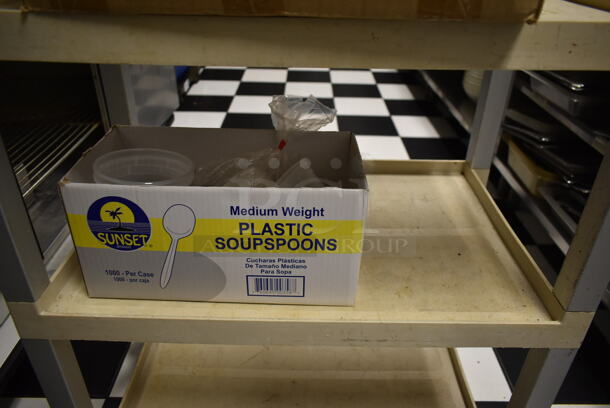 SUNSET
Medium Weight
PLASTIC
SOUPSPOONS
Cucharas Plásticas
De Tamaño Mediano
Para Sopa
1000 - Per Case
1000 - por caja